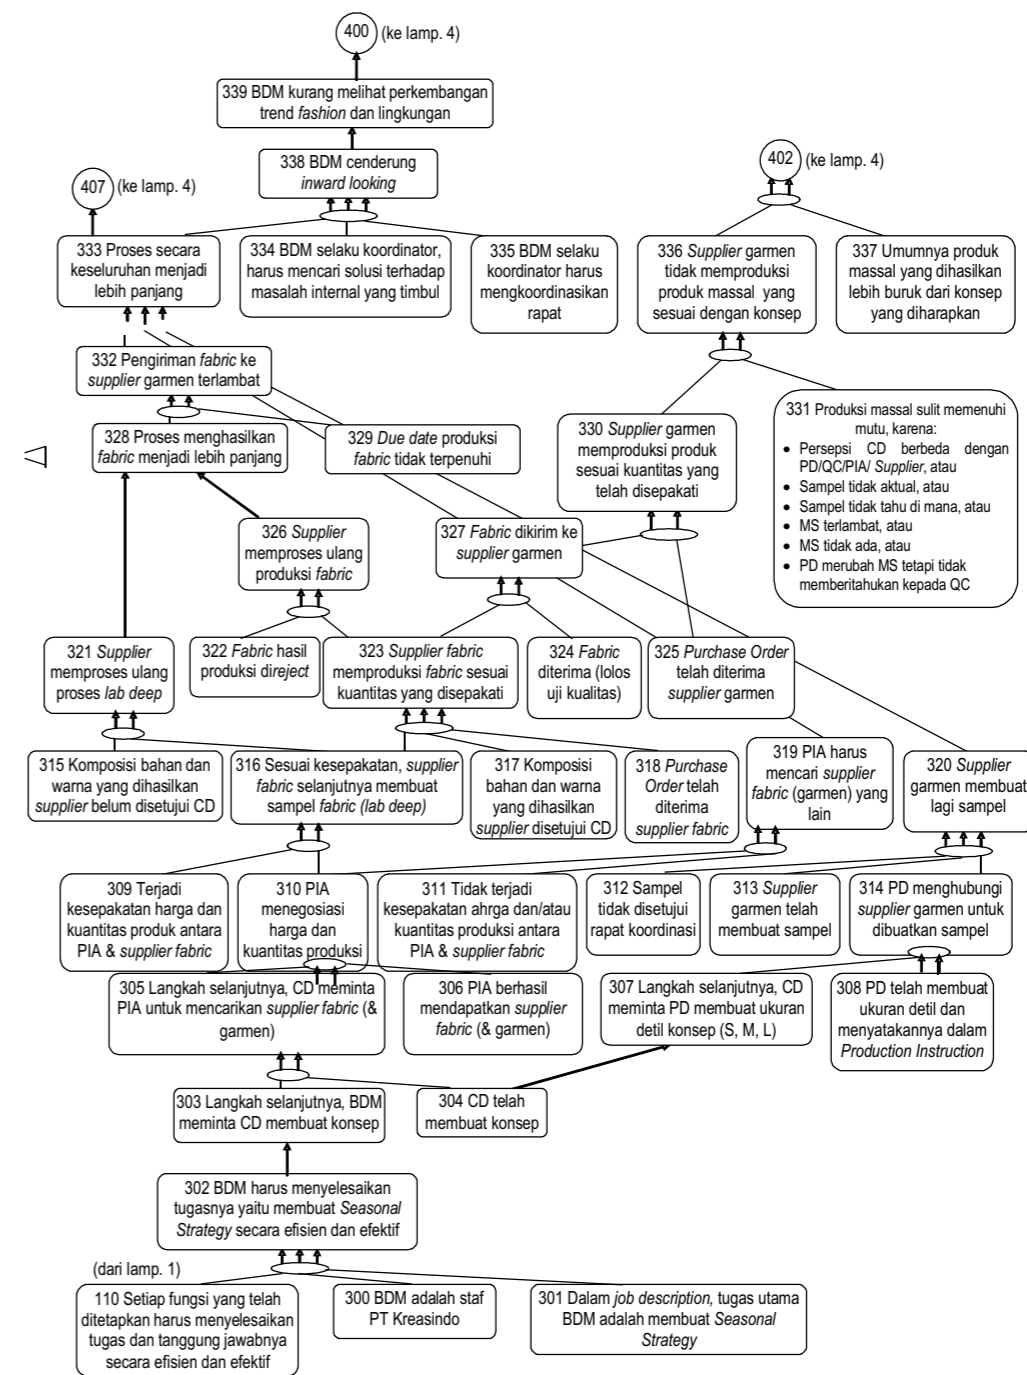 400 (ke lamp. 4)
339 BDM kurang melihat perkembangan
trend fashion dan lingkungan
338 BDM cenderung
inward looking
402 (ke lamp. 4)
407 (ke lamp. 4)
333 Proses secara
keseluruhan menjadi
lebih panjang
334 BDM selaku koordinator,
harus mencari solusi terhadap
masalah internal yang timbul
335 BDM selaku
koordinator harus
mengkoordinasikan
rapat
336 Supplier garmen
tidak memproduksi
produk massal yang
sesuai dengan konsep
337 Umumnya produk
massal yang dihasilkan
lebih buruk dari konsep
yang diharapkan
332 Pengiriman fabric ke
supplier garmen terlambat
328 Proses menghasilkan
fabric menjadi lebih panjang
329 Due date produksi
fabric tidak terpenuhi
330 Supplier garmen
memproduksi produk
sesuai kuantitas yang
telah disepakati
331 Produksi massal sulit memenuhi
mutu, karena:
• Persepsi CD berbeda dengan
PD/QC/PIA/ Supplier, atau
• Sampel tidak aktual, atau
• Sampel tidak tahu di mana, atau
• MS terlambat, atau
• MS tidak ada, atau
• PD merubah MS tetapi tidak
memberitahukan kepada QC
326 Supplier
memproses ulang
produksi fabric
327 Fabric dikirim ke
supplier garmen
321 Supplier
memproses ulang
proses lab deep
322 Fabric hasil
produksi direject
323 Supplier fabric
memproduksi fabric sesuai
kuantitas yang disepakati
324 Fabric
diterima (lolos
uji kualitas)
325 Purchase Order
telah diterima
supplier garmen
315 Komposisi bahan dan
warna yang dihasilkan
supplier belum disetujui CD
316 Sesuai kesepakatan, supplier
fabric selanjutnya membuat
sampel fabric (lab deep)
317 Komposisi
bahan dan warna
yang dihasilkan
supplier disetujui CD
318 Purchase
Order telah
diterima
supplier fabric
319 PIA harus
mencari supplier
fabric (garmen) yang
lain
320 Supplier
garmen membuat
lagi sampel
309 Terjadi
kesepakatan harga dan
kuantitas produk antara
PIA & supplier fabric
310 PIA
menegosiasi
harga dan
kuantitas produksi
311 Tidak terjadi
kesepakatan ahrga dan/atau
kuantitas produksi antara
PIA & supplier fabric
312 Sampel
tidak disetujui
rapat koordinasi
313 Supplier
garmen telah
membuat sampel
314 PD menghubungi
supplier garmen untuk
dibuatkan sampel
305 Langkah selanjutnya, CD meminta
PIA untuk mencarikan supplier fabric (&
garmen)
306 PIA berhasil
mendapatkan supplier
fabric (& garmen)
307 Langkah selanjutnya, CD
meminta PD membuat ukuran
detil konsep (S, M, L)
308 PD telah membuat
ukuran detil dan
menyatakannya dalam
Production Instruction
303 Langkah selanjutnya, BDM
meminta CD membuat konsep
304 CD telah
membuat konsep
302 BDM harus menyelesaikan
tugasnya yaitu membuat Seasonal
Strategy secara efisien dan efektif
(dari lamp. 1)
110 Setiap fungsi yang telah
ditetapkan harus menyelesaikan
tugas dan tanggung jawabnya
secara efisien dan efektif
300 BDM adalah staf
PT Kreasindo
301 Dalam job description, tugas utama
BDM adalah membuat Seasonal
Strategy